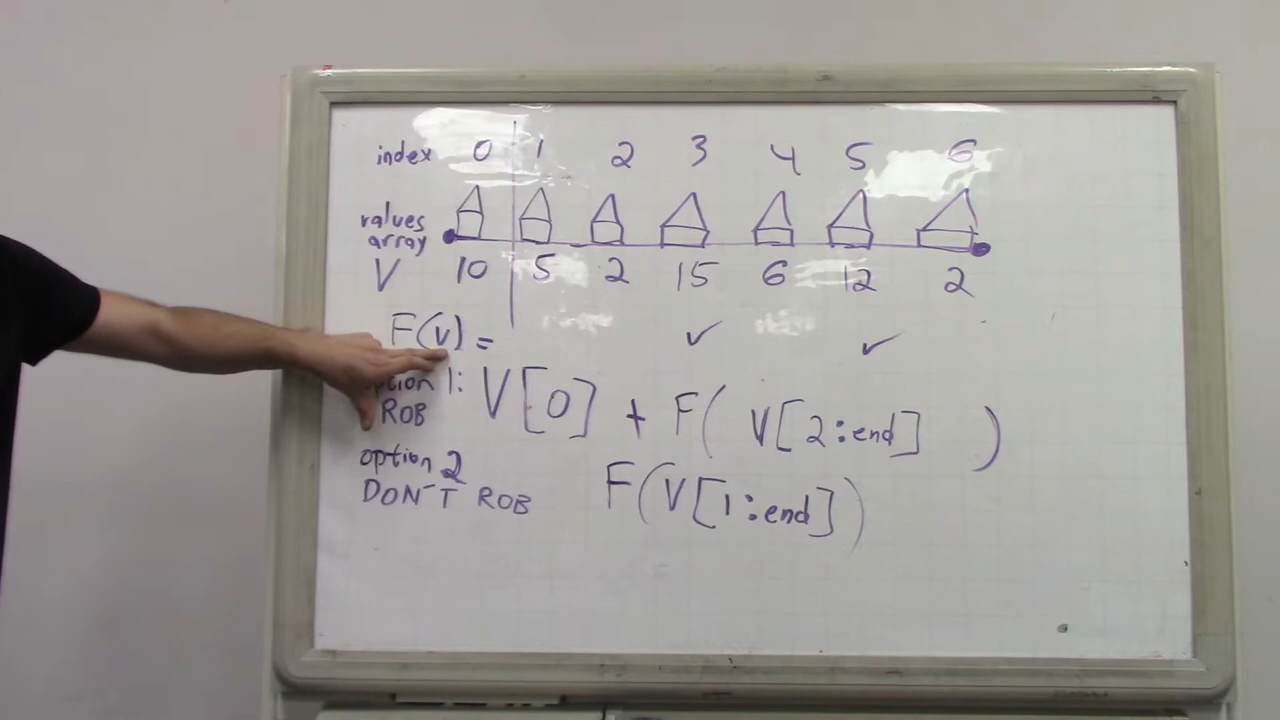 index 0 1 2 3 4 5 6
values
array
V 10 5 2 15 6 12 2
F(v) = ✓ ✓
option 1: V[0] + F( V[2:end] )
ROB
option 2
DON'T ROB F(V[1:end])